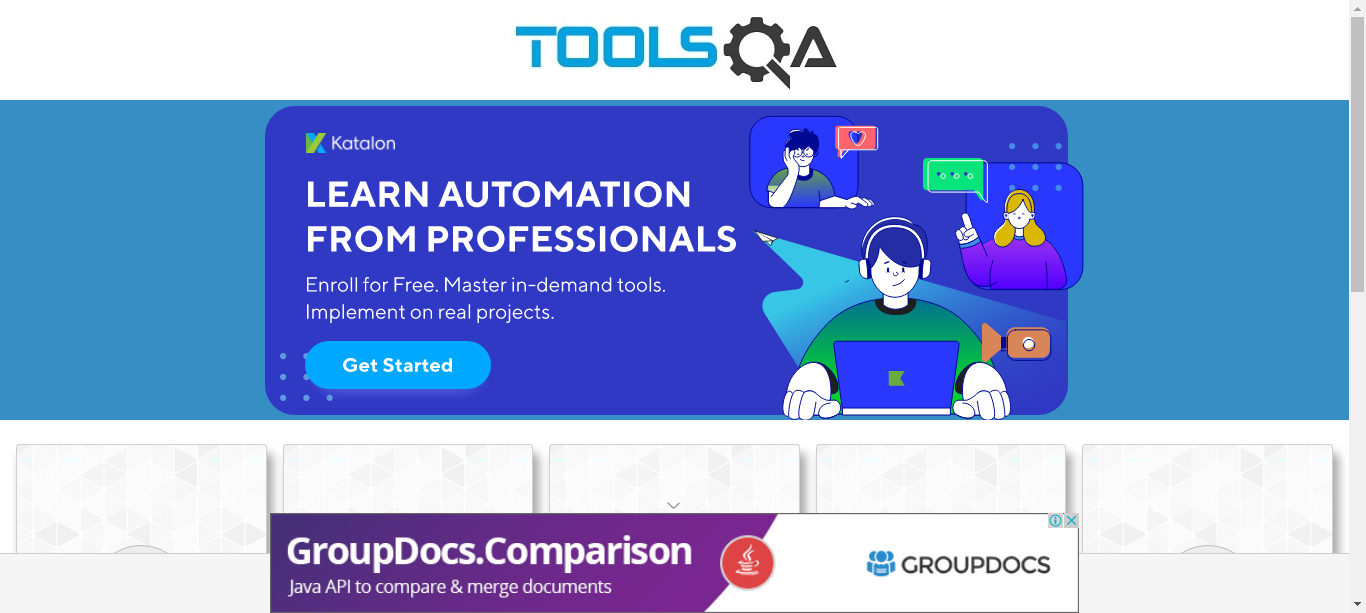 TOOLSQA
Katalon
LEARN AUTOMATION
FROM PROFESSIONALS
Enroll for Free. Master in-demand tools.
Implement on real projects.
Get Started
GroupDocs.Comparison
Java API to compare & merge documents
GROUPDOCS